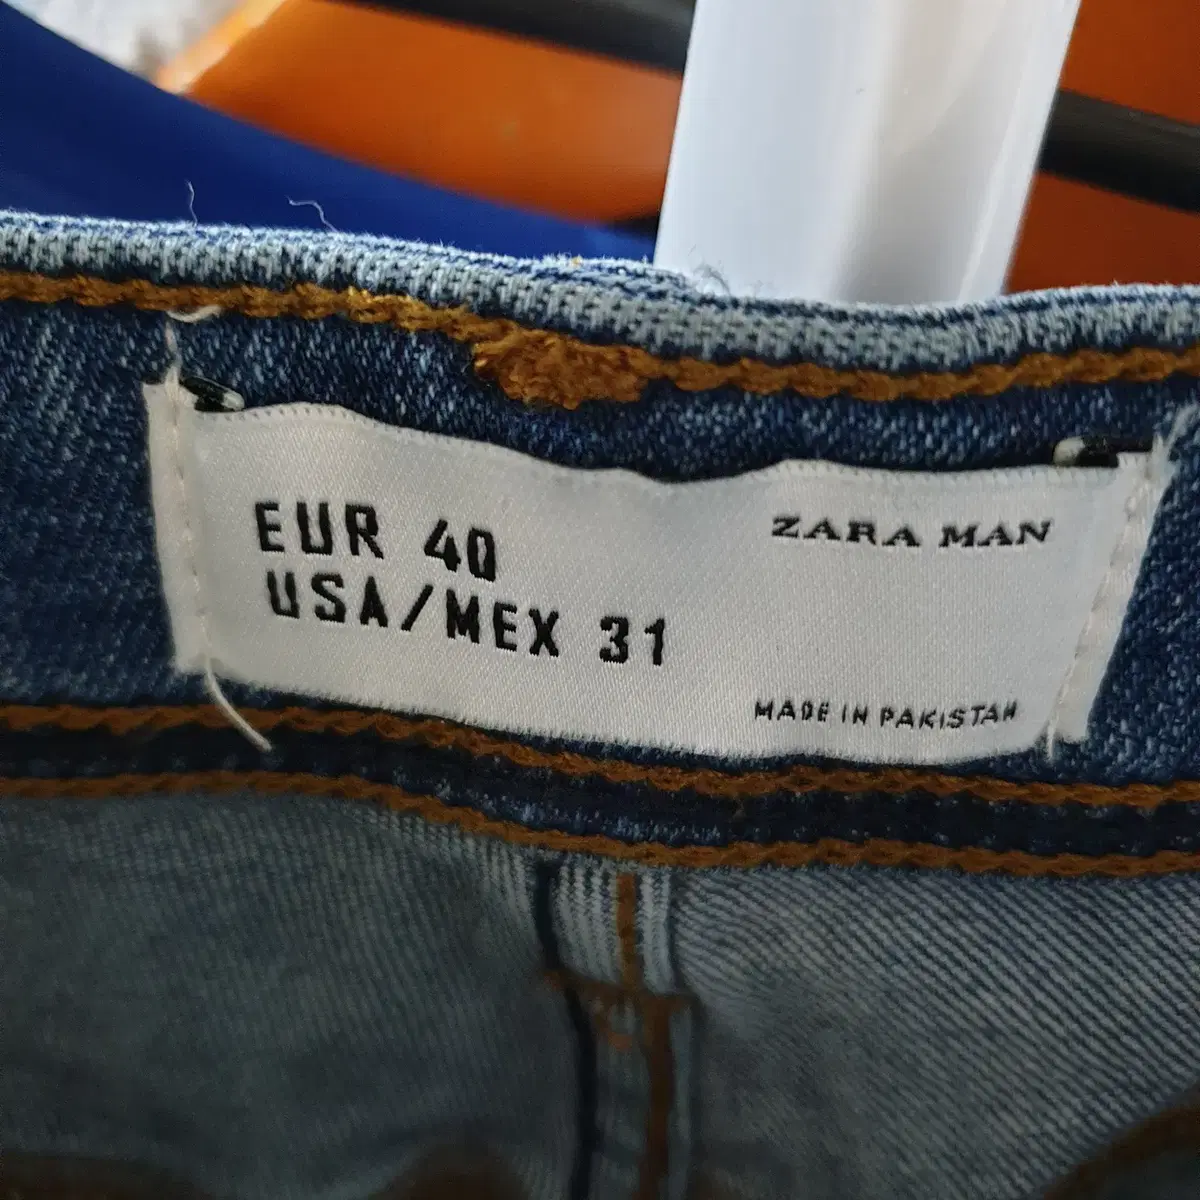 EUR 40
USA/MEX 31
ZARA MAN
MADE IN PAKISTAN